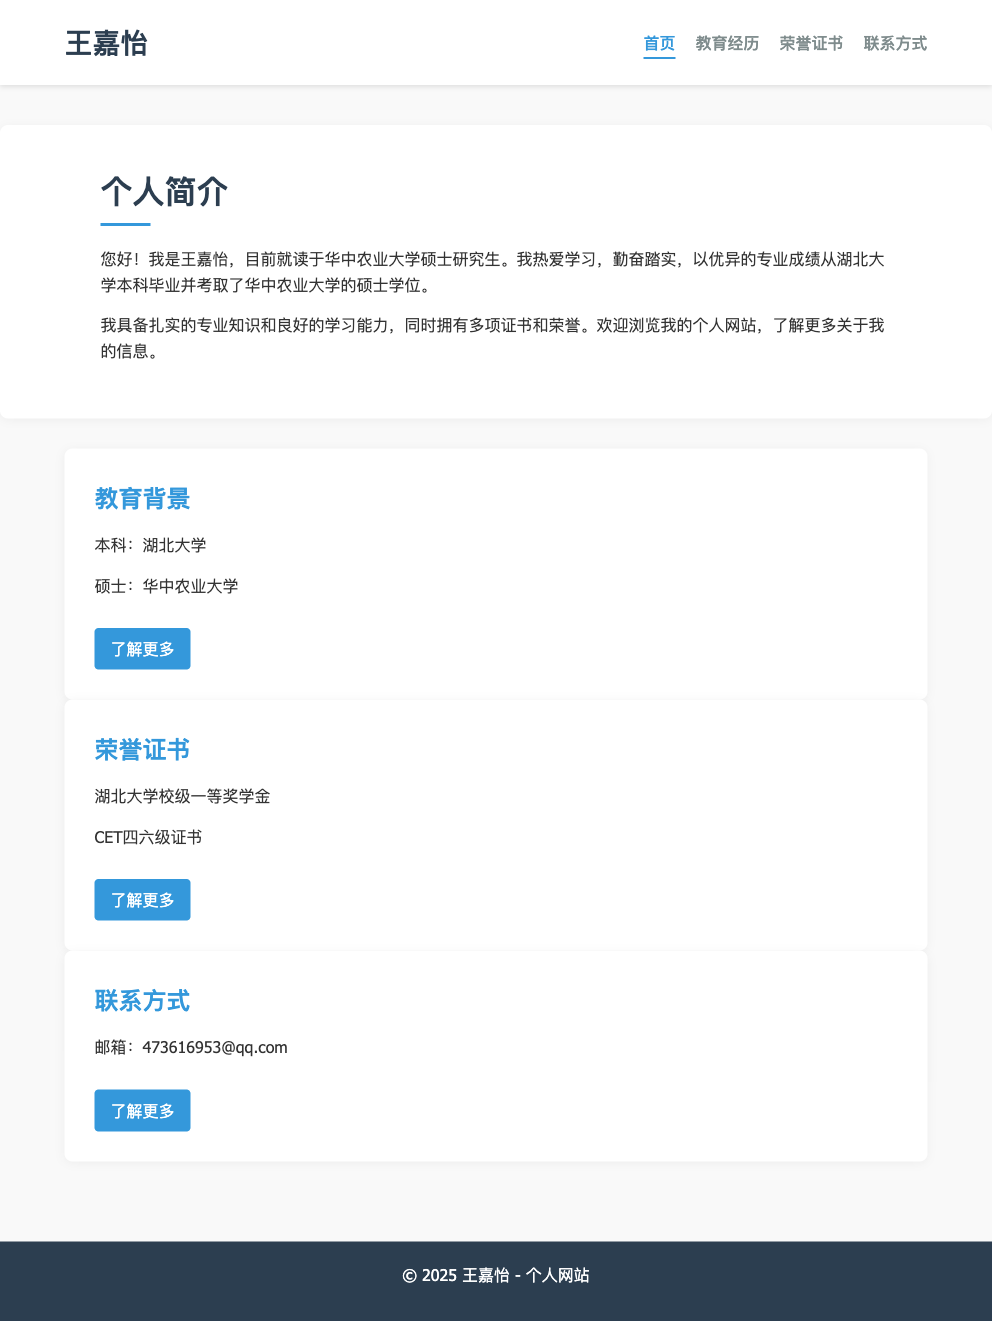 王嘉怡
首页 教育经历 荣誉证书 联系方式
个人简介
您好！我是王嘉怡，目前就读于华中农业大学硕士研究生。我热爱学习，勤奋踏实，以优异的专业成绩从湖北大
学本科毕业并考取了华中农业大学的硕士学位。
我具备扎实的专业知识和良好的学习能力，同时拥有多项证书和荣誉。欢迎浏览我的个人网站，了解更多关于我
的信息。
教育背景
本科：湖北大学
硕士：华中农业大学
了解更多
荣誉证书
湖北大学校级一等奖学金
CET四六级证书
了解更多
联系方式
邮箱：473616953@qq.com
了解更多
© 2025 王嘉怡 - 个人网站